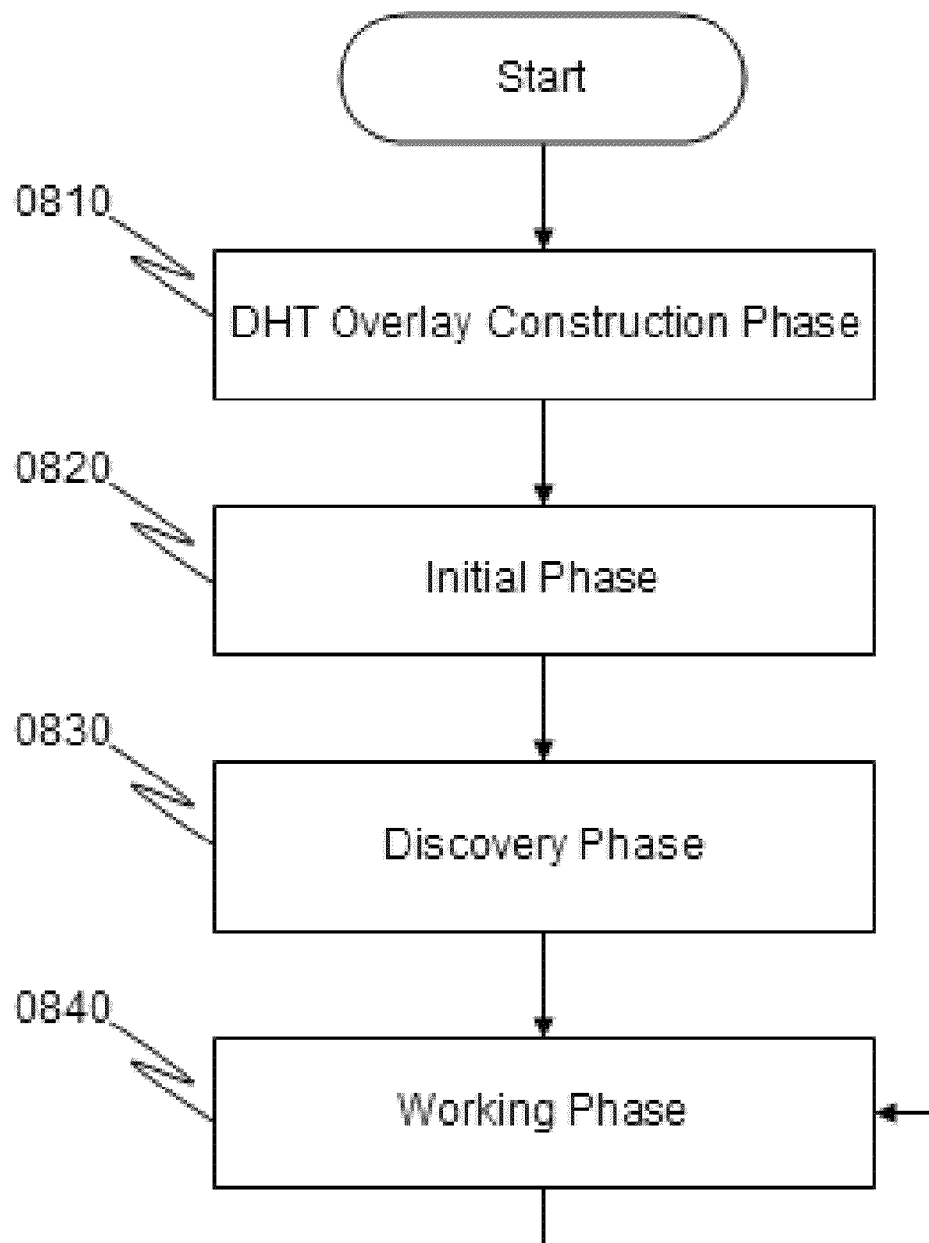 Start
0810
DHT Overlay Construction Phase
0820
Initial Phase
0830
Discovery Phase
0840
Working Phase